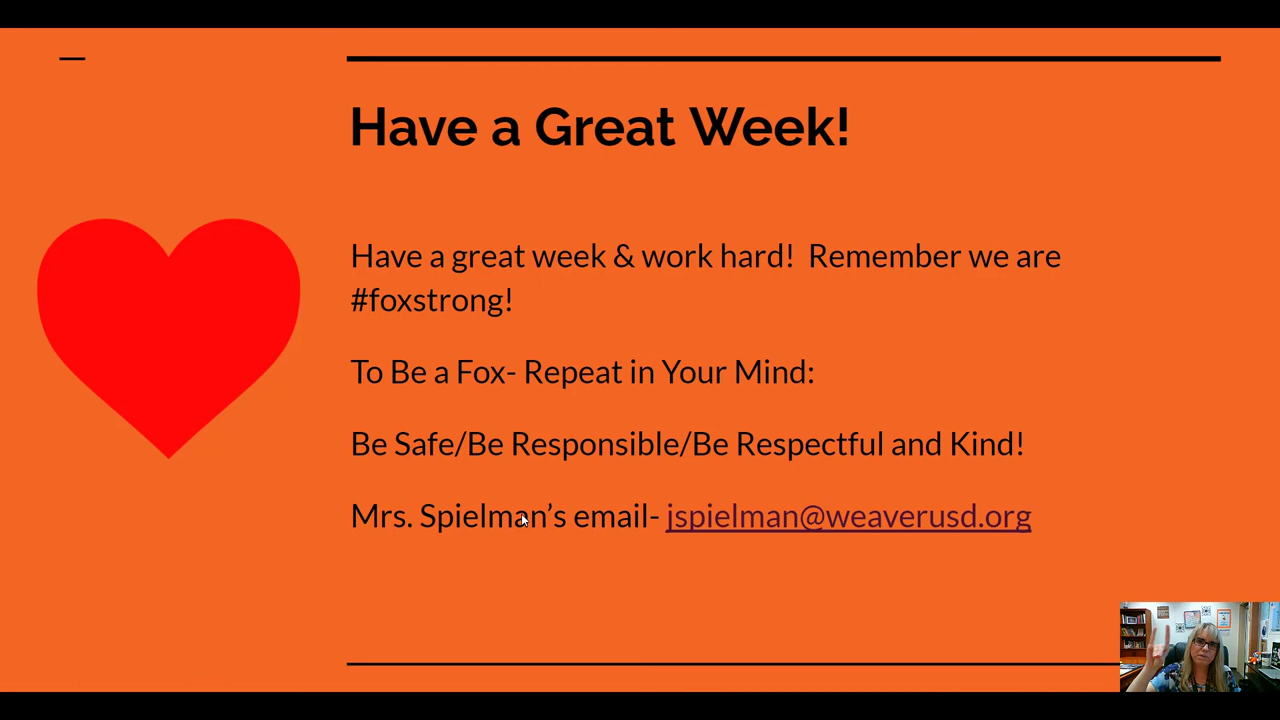 Have a Great Week!
Have a great week & work hard!  Remember we are
#foxstrong!
To Be a Fox- Repeat in Your Mind:
Be Safe/Be Responsible/Be Respectful and Kind!
Mrs. Spielman’s email- jspielman@weaverusd.org